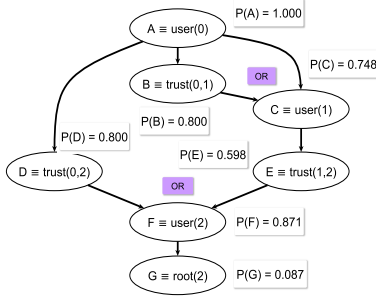 P(A) = 1.000
A ≡ user(0)
P(C) = 0.748
OR
B ≡ trust(0,1)
C ≡ user(1)
P(B) = 0.800
P(D) = 0.800
P(E) = 0.598
D ≡ trust(0,2)
E ≡ trust(1,2)
OR
F ≡ user(2)
P(F) = 0.871
G ≡ root(2)
P(G) = 0.087